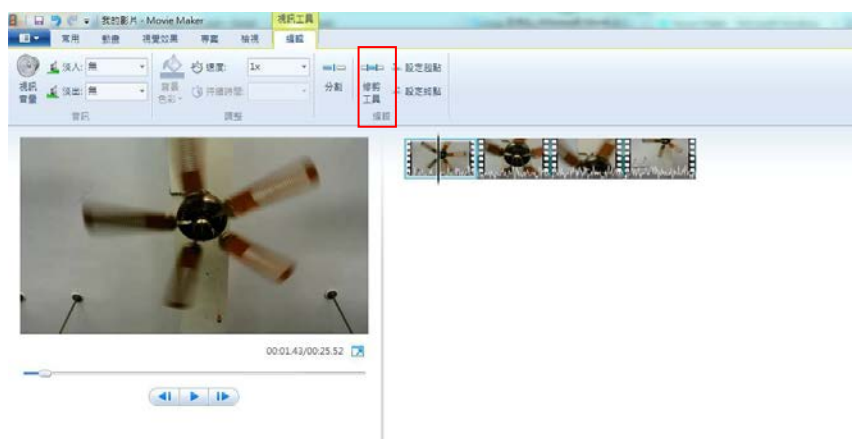 我的影片 - Movie Maker
視訊工具
常用 動畫 視覺效果 專案 檢視 編輯
淡入: 無
淡出: 無
視訊音量
音訊
背景色彩
速度: 1x
持續時間:
調整
分割
修剪工具
設定起點
設定終點
編輯
00:01.43/00:25.52